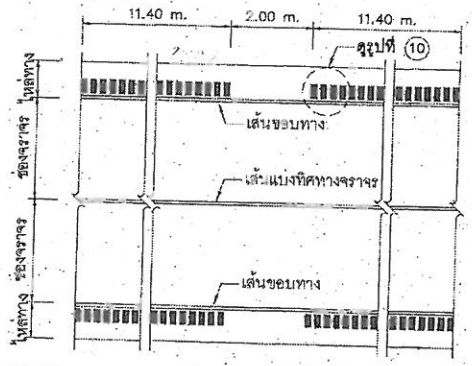 11.40 m.
2.00 m.
11.40 m.
ดูรูปที่ 10
ไหล่ทาง
เส้นขอบทาง
ช่องจราจร
เส้นแบ่งทิศทางจราจร
ช่องจราจร
เส้นขอบทาง
ไหล่ทาง